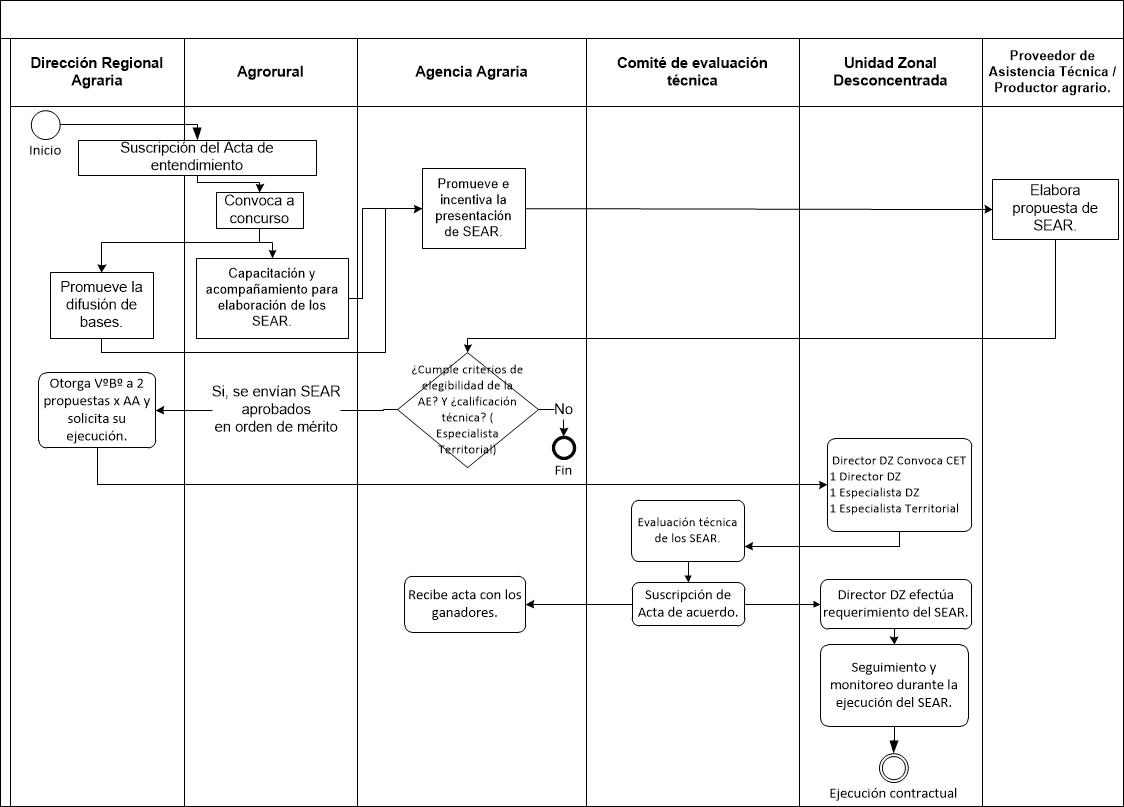 Dirección Regional
Agraria
Agrorural
Agencia Agraria
Comité de evaluación
técnica
Unidad Zonal
Desconcentrada
Proveedor de
Asistencia Técnica /
Productor agrario.
Inicio
Suscripción del Acta de
entendimiento
Convoca a
concurso
Promueve la
difusión de
bases.
Capacitación y
acompañamiento para
elaboración de los
SEAR.
Promueve e
incentiva la
presentación
de SEAR.
Elabora
propuesta de
SEAR.
¿Cumple criterios de
elegibilidad de la
AE? Y ¿calificación
técnica? (
Especialista
Territorial)
No
Fin
Si, se envían SEAR
aprobados
en orden de mérito
Otorga VºBº a 2
propuestas x AA y
solicita su
ejecución.
Director DZ Convoca CET
1 Director DZ
1 Especialista DZ
1 Especialista Territorial
Evaluación técnica
de los SEAR.
Suscripción de
Acta de acuerdo.
Recibe acta con los
ganadores.
Director DZ efectúa
requerimiento del SEAR.
Seguimiento y
monitoreo durante la
ejecución del SEAR.
Ejecución contractual